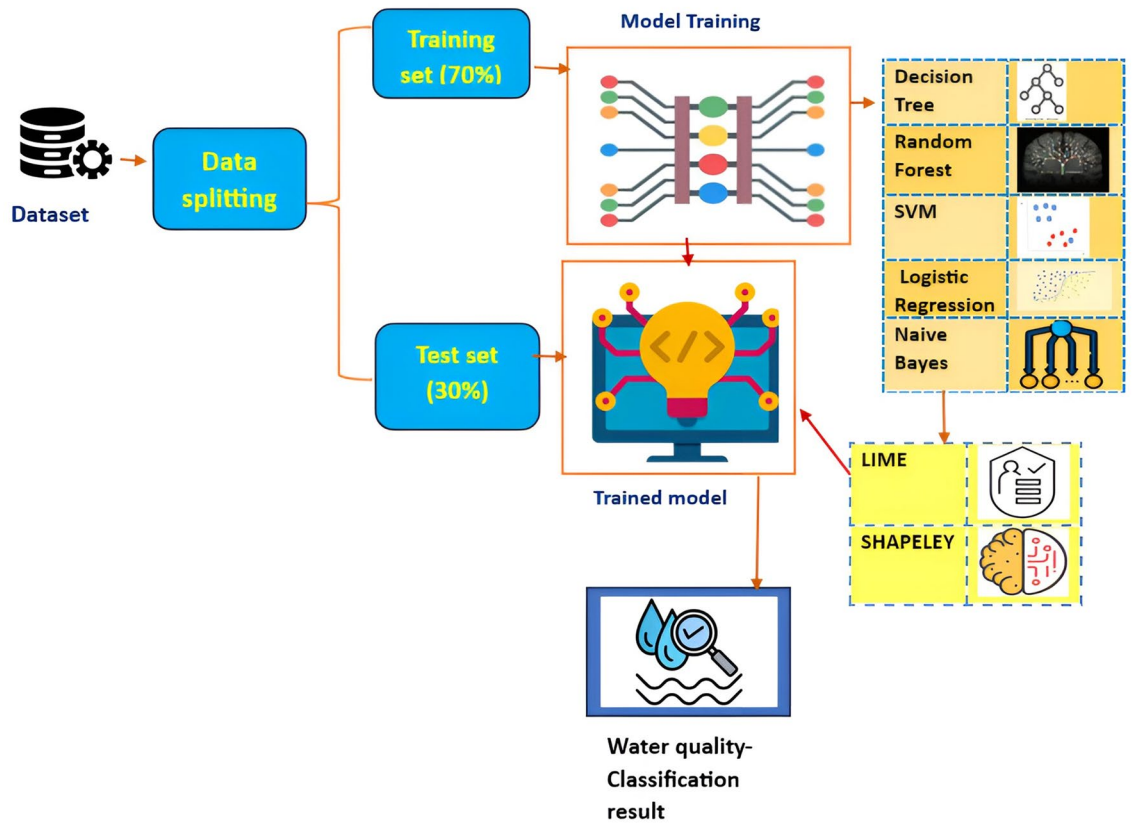 Model Training
Training
set (70%)
Dataset
Data
splitting
Decision
Tree
Random
Forest
SVM
Logistic
Regression
Naive
Bayes
Test set
(30%)
</>
Trained model
LIME
SHAPELEY
Water quality-
Classification
result